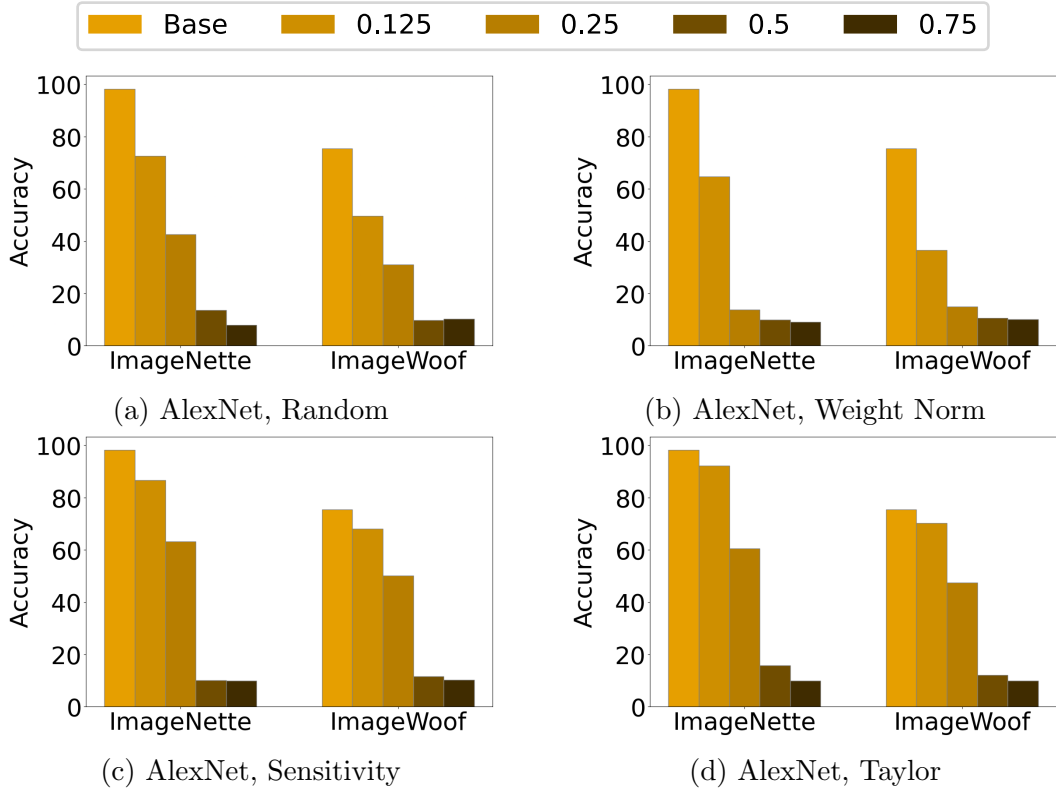 Base 0.125 0.25 0.5 0.75
100
80
60
40
20
0
Accuracy
ImageNette ImageWoof
(a) AlexNet, Random
100
80
60
40
20
0
Accuracy
ImageNette ImageWoof
(b) AlexNet, Weight Norm
100
80
60
40
20
0
Accuracy
ImageNette ImageWoof
(c) AlexNet, Sensitivity
100
80
60
40
20
0
Accuracy
ImageNette ImageWoof
(d) AlexNet, Taylor